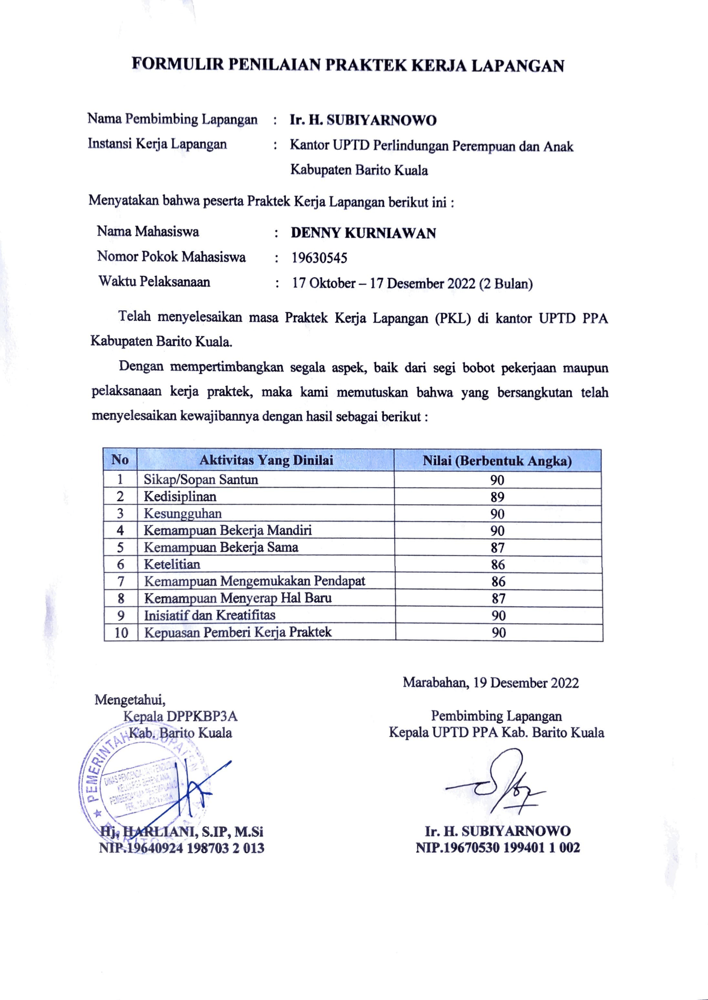 FORMULIR PENILAIAN PRAKTEK KERJA LAPANGAN
Nama Pembimbing Lapangan : Ir. H. SUBIYARNOWO
Instansi Kerja Lapangan : Kantor UPTD Perlindungan Perempuan dan Anak
Kabupaten Barito Kuala
Menyatakan bahwa peserta Praktek Kerja Lapangan berikut ini :
Nama Mahasiswa : DENNY KURNIAWAN
Nomor Pokok Mahasiswa : 19630545
Waktu Pelaksanaan : 17 Oktober – 17 Desember 2022 (2 Bulan)
Telah menyelesaikan masa Praktek Kerja Lapangan (PKL) di kantor UPTD PPA
Kabupaten Barito Kuala.
Dengan mempertimbangkan segala aspek, baik dari segi bobot pekerjaan maupun
pelaksanaan kerja praktek, maka kami memutuskan bahwa yang bersangkutan telah
menyelesaikan kewajibannya dengan hasil sebagai berikut :
No Aktivitas Yang Dinilai Nilai (Berbentuk Angka)
1 Sikap/Sopan Santun 90
2 Kedisiplinan 89
3 Kesungguhan 90
4 Kemampuan Bekerja Mandiri 90
5 Kemampuan Bekerja Sama 87
6 Ketelitian 86
7 Kemampuan Mengemukakan Pendapat 86
8 Kemampuan Menyerap Hal Baru 87
9 Inisiatif dan Kreatifitas 90
10 Kepuasan Pemberi Kerja Praktek 90
Marabahan, 19 Desember 2022
Mengetahui,
Kepala DPPKBP3A
Kab. Barito Kuala
PEMERINTAH KABUPATEN
DINAS
KELUARGA BERENCANA,
BARITO
Hj, HARLIANI, S.IP, M.Si
NIP.19640924 198703 2 013
Pembimbing Lapangan
Kepala UPTD PPA Kab. Barito Kuala
Ir. H. SUBIYARNOWO
NIP.19670530 199401 1 002